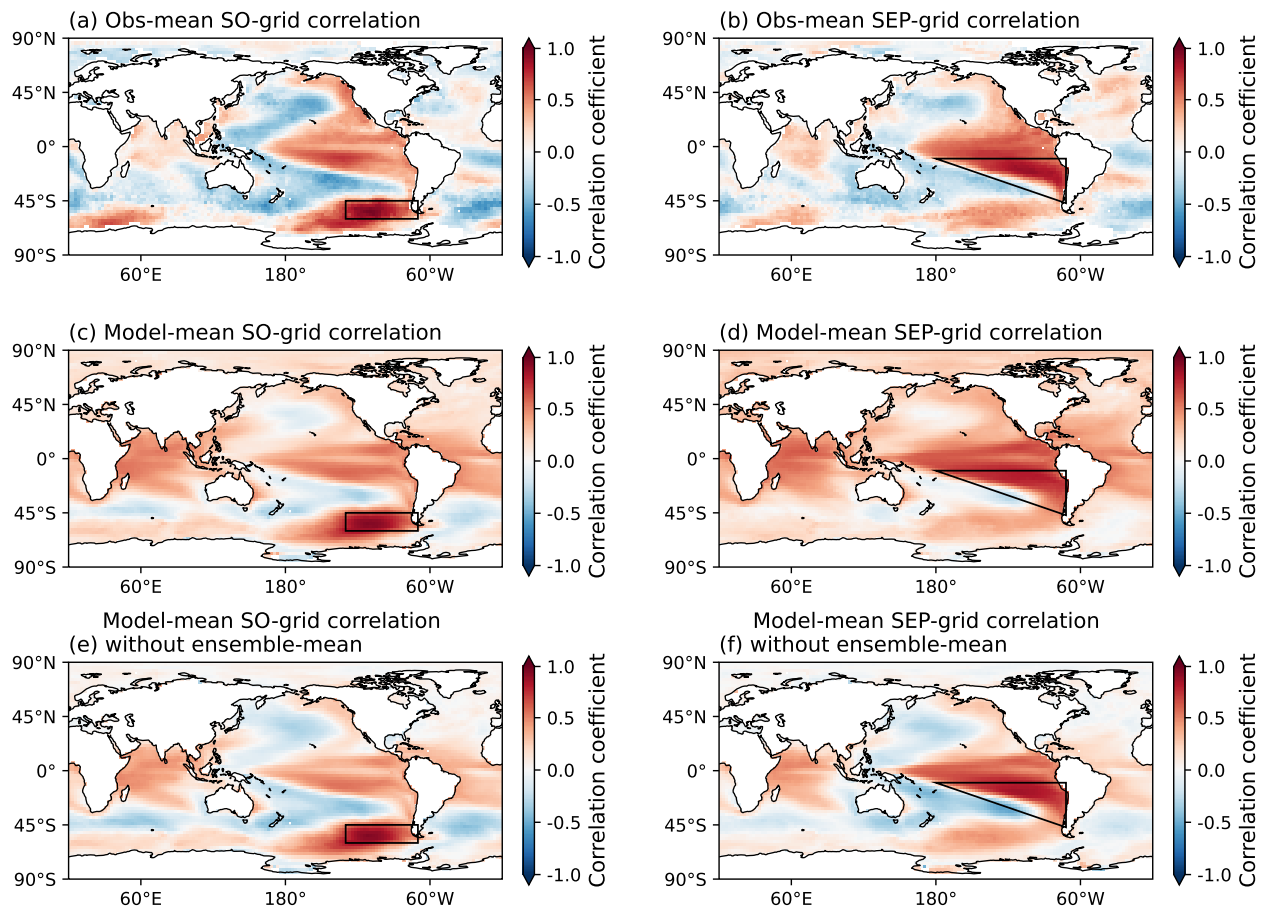 (a) Obs-mean SO-grid correlation
90°N
45°N
0°
45°S
90°S
60°E
180°
60°W
1.0
0.5
0.0
-0.5
-1.0
Correlation coefficient
(b) Obs-mean SEP-grid correlation
90°N
45°N
0°
45°S
90°S
60°E
180°
60°W
1.0
0.5
0.0
-0.5
-1.0
Correlation coefficient
(c) Model-mean SO-grid correlation
90°N
45°N
0°
45°S
90°S
60°E
180°
60°W
1.0
0.5
0.0
-0.5
-1.0
Correlation coefficient
(d) Model-mean SEP-grid correlation
90°N
45°N
0°
45°S
90°S
60°E
180°
60°W
1.0
0.5
0.0
-0.5
-1.0
Correlation coefficient
Model-mean SO-grid correlation
(e) without ensemble-mean
90°N
45°N
0°
45°S
90°S
60°E
180°
60°W
1.0
0.5
0.0
-0.5
-1.0
Correlation coefficient
Model-mean SEP-grid correlation
(f) without ensemble-mean
90°N
45°N
0°
45°S
90°S
60°E
180°
60°W
1.0
0.5
0.0
-0.5
-1.0
Correlation coefficient